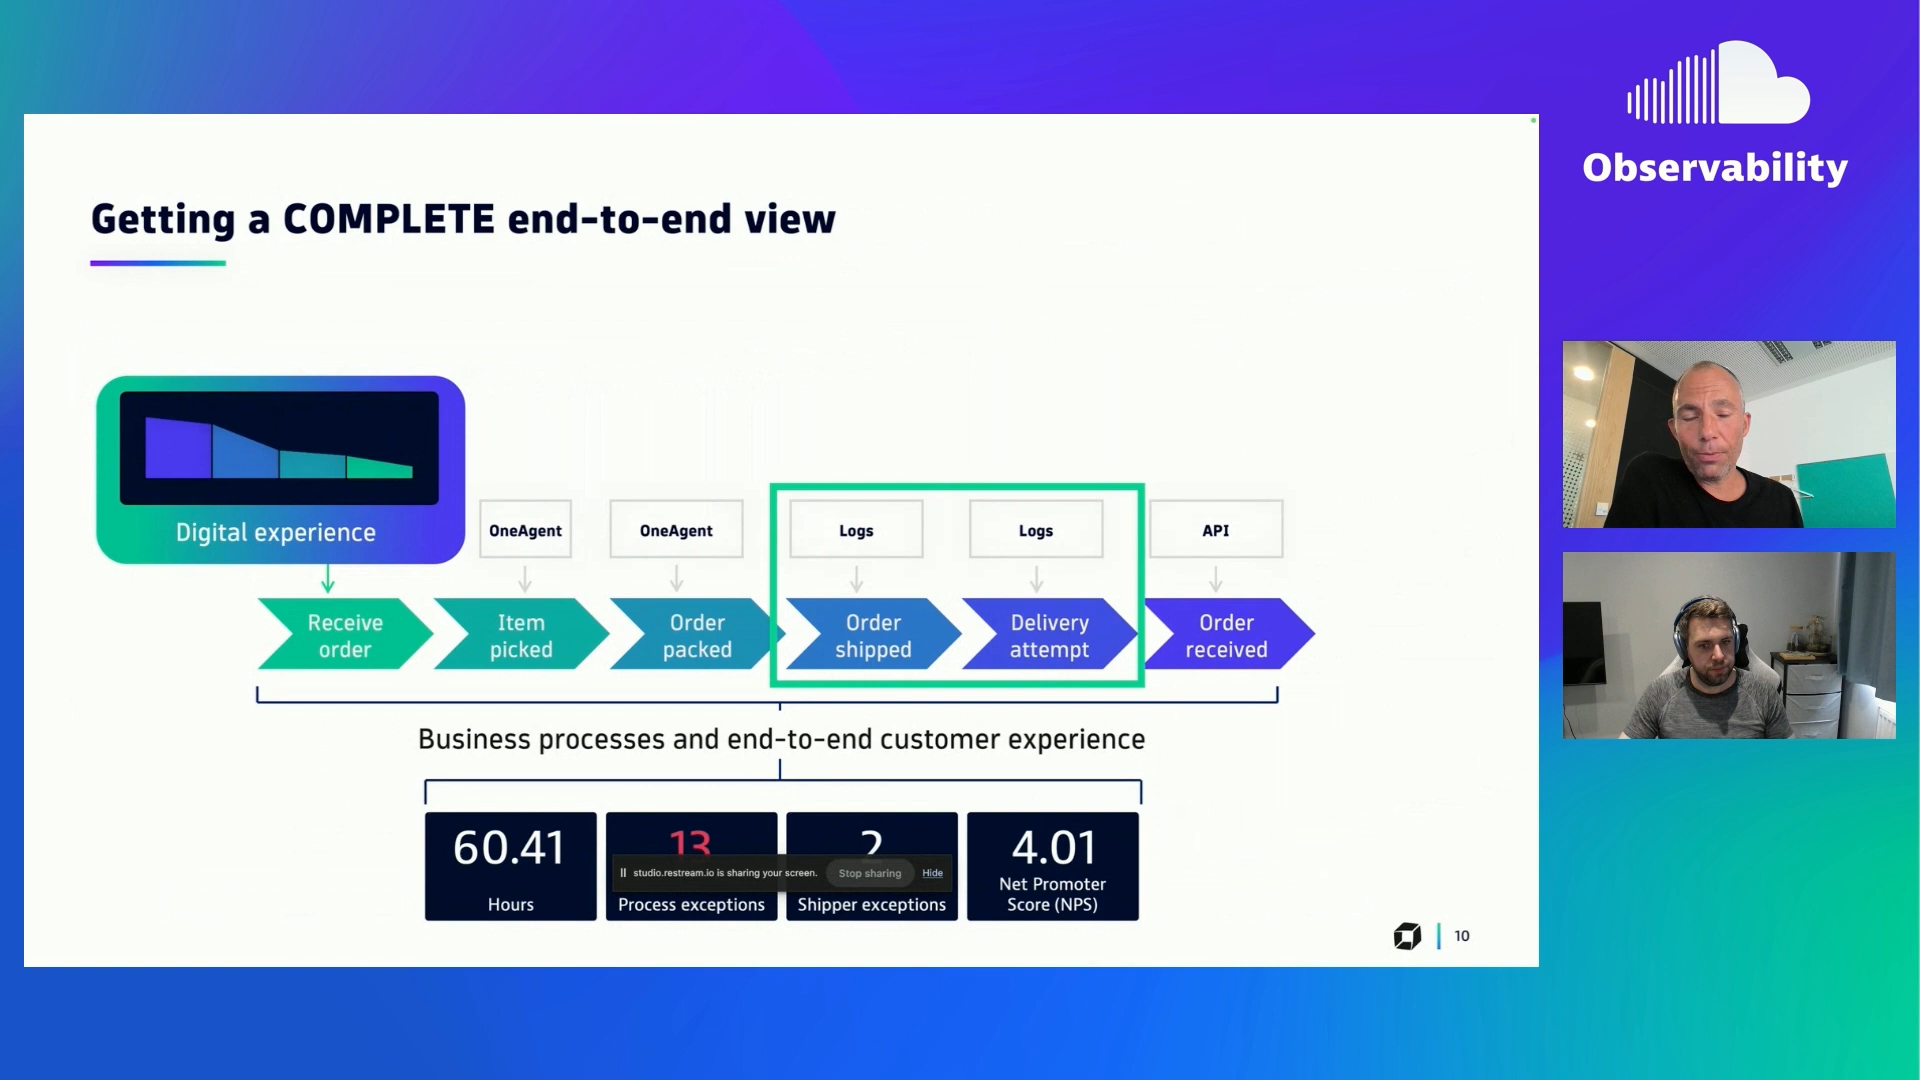 Observability
Getting a COMPLETE end-to-end view
Digital experience
OneAgent
OneAgent
Logs
Logs
API
Receive
order
Item
picked
Order
packed
Order
shipped
Delivery
attempt
Order
received
Business processes and end-to-end customer experience
60.41
Hours
13
Process exceptions
2
Shipper exceptions
4.01
Net Promoter
Score (NPS)
studio.restream.io is sharing your screen.
Stop sharing
Hide
10